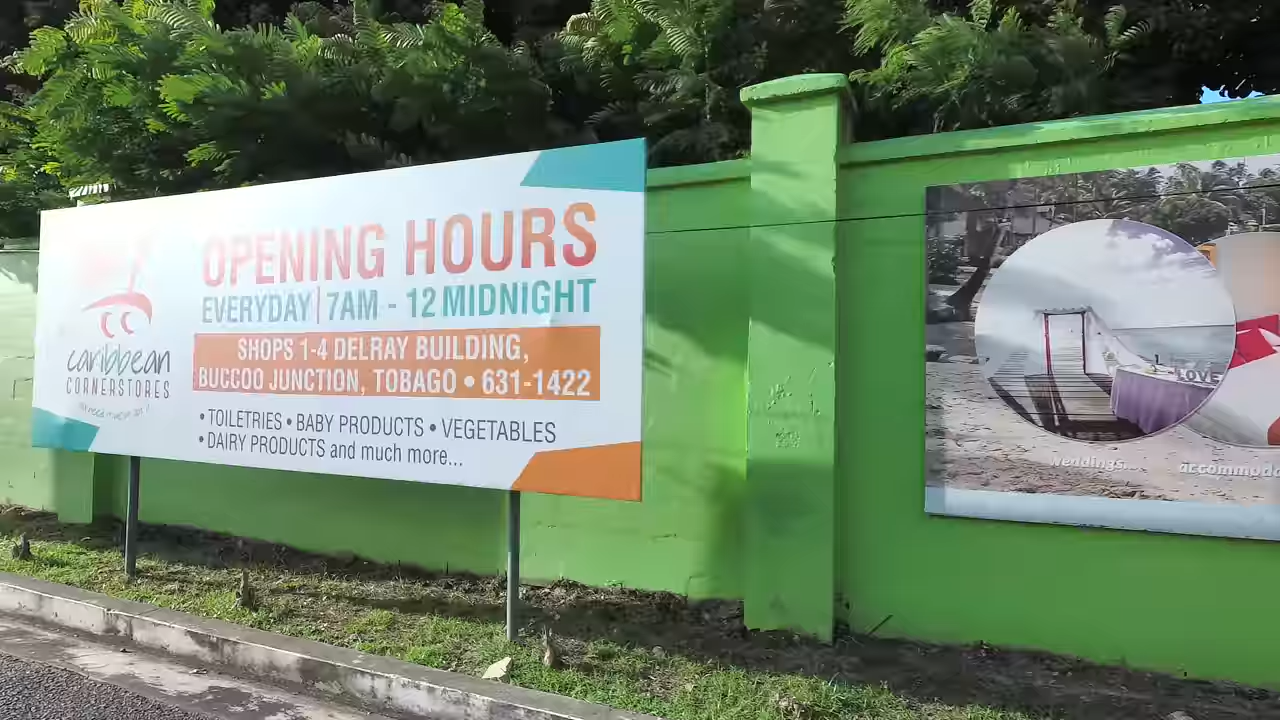 OPENING HOURS
EVERYDAY | 7AM - 12 MIDNIGHT
SHOPS 1-4 DELRAY BUILDING,
BUCCOO JUNCTION, TOBAGO • 631-1422
• TOILETRIES • BABY PRODUCTS • VEGETABLES
• DAIRY PRODUCTS and much more...
caribbean
CORNERSTORES
LOVE
Weddings...